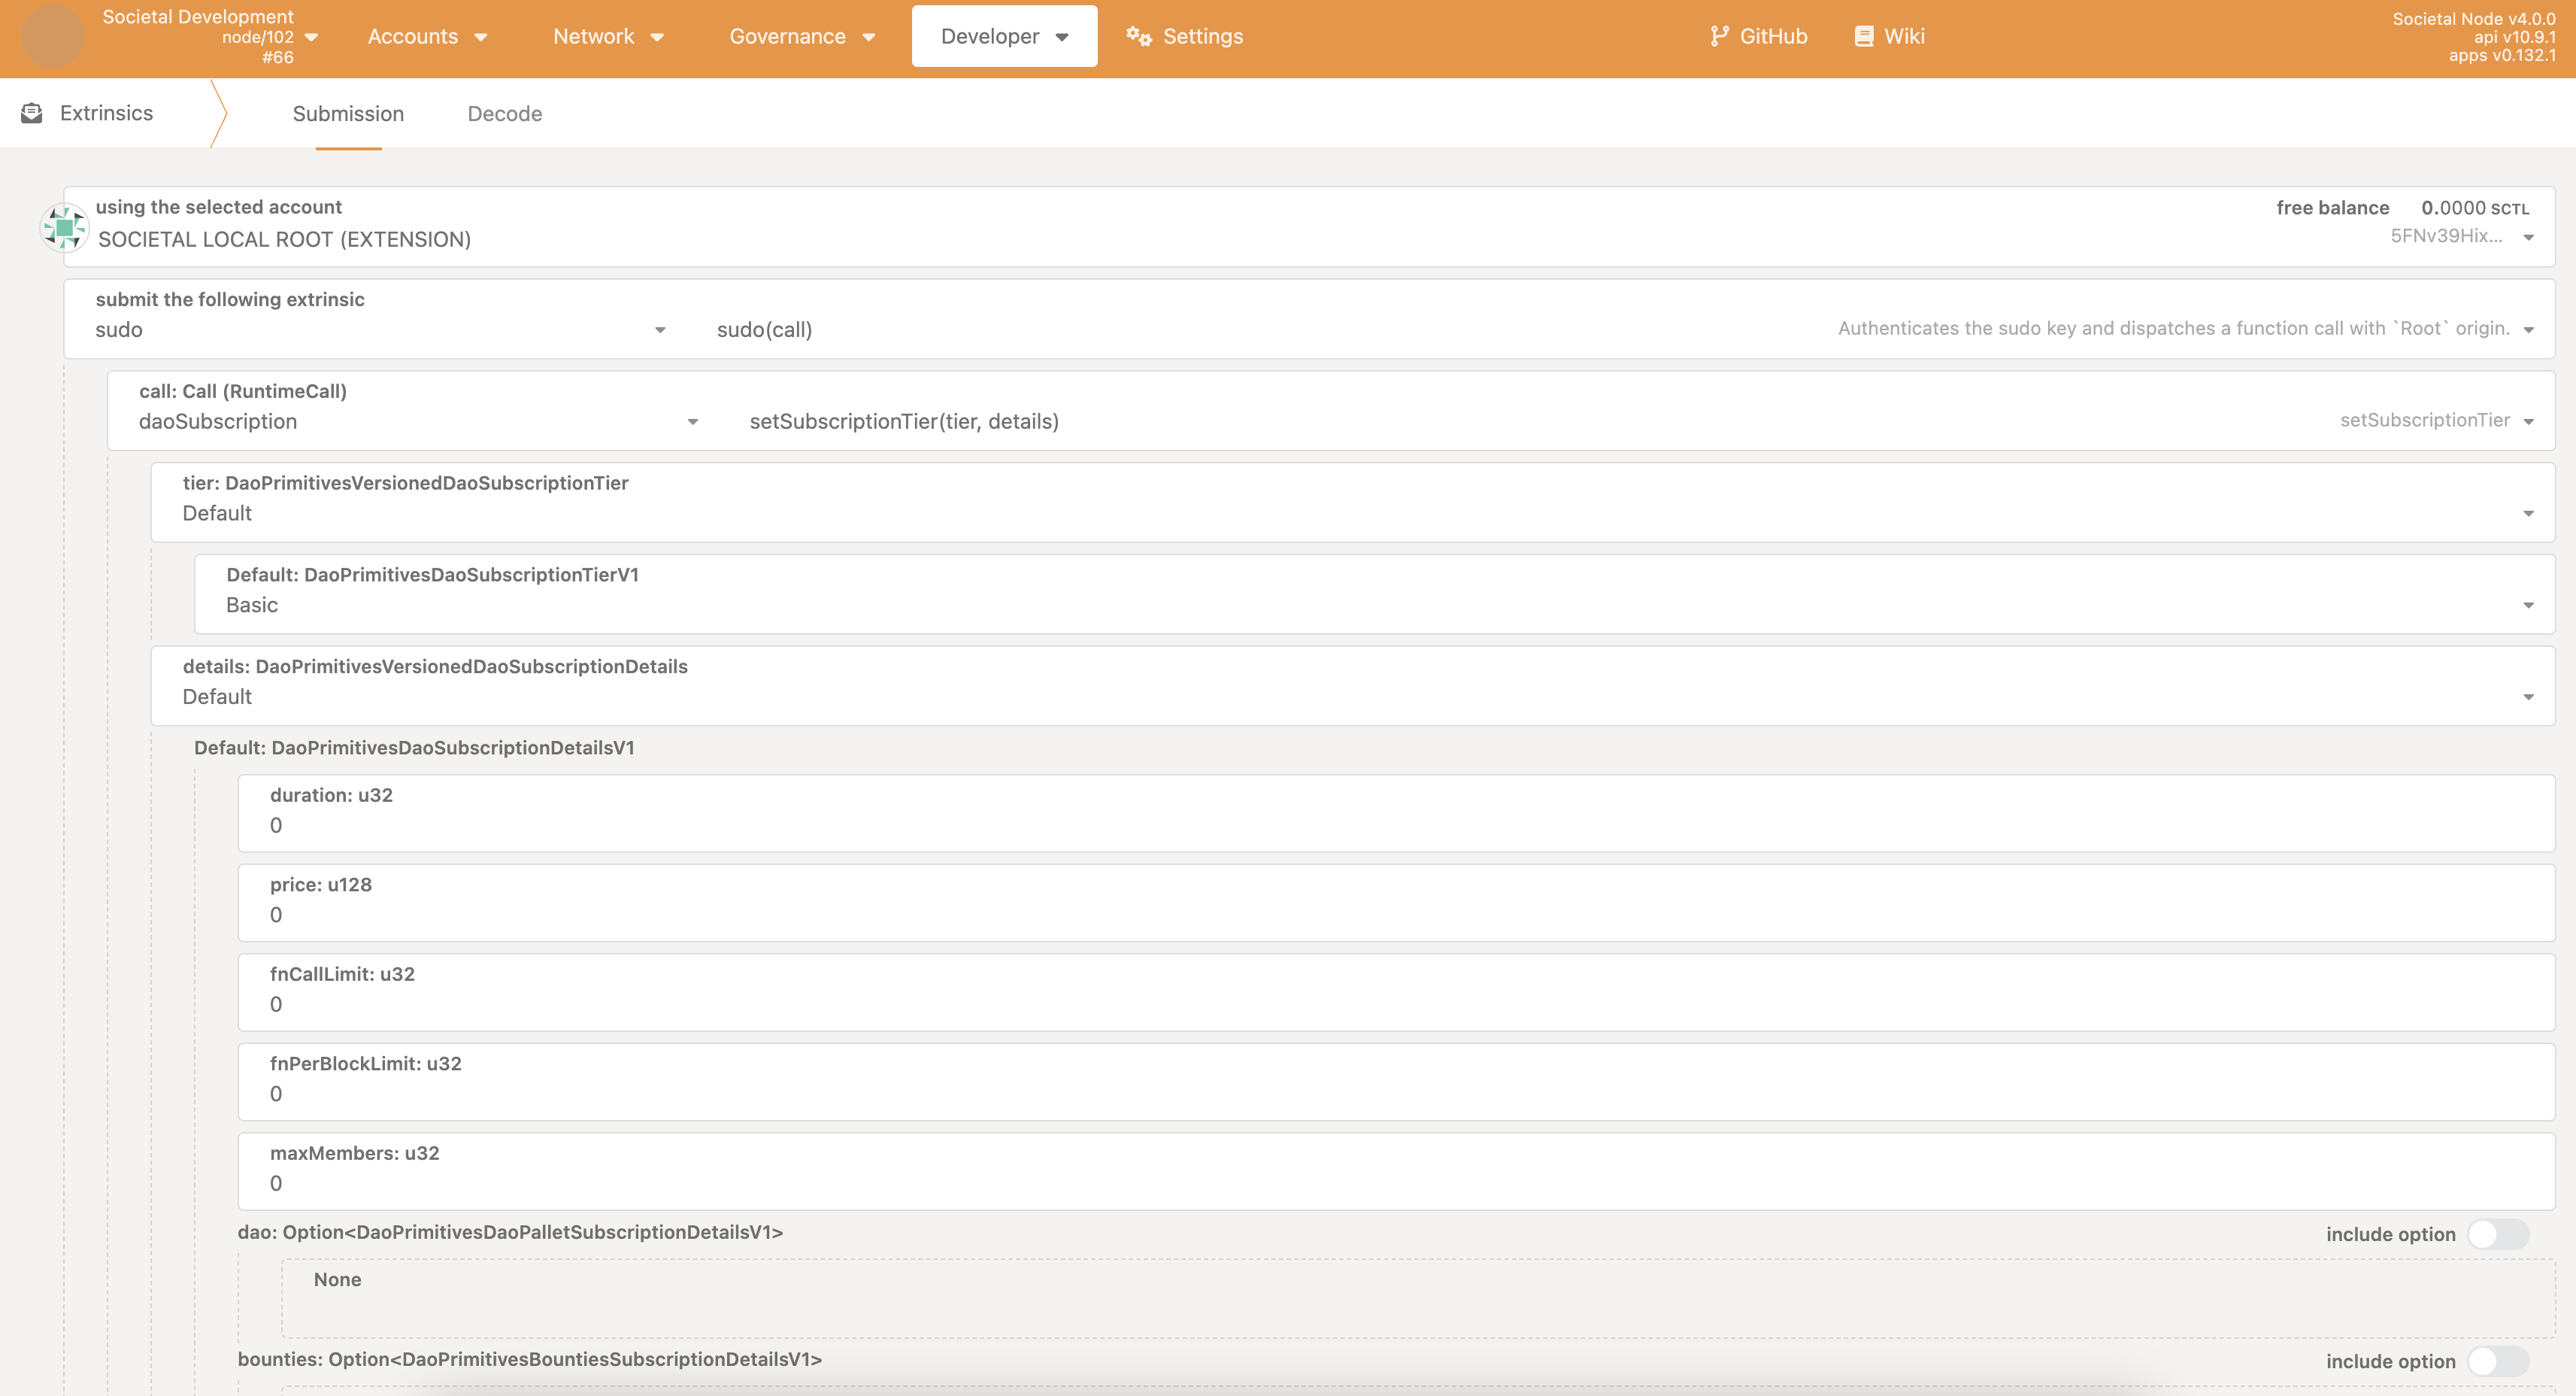 Societal Development
node/102
#66
Accounts
Network
Governance
Developer
Settings
GitHub
Wiki
Societal Node v4.0.0
api v10.9.1
apps v0.132.1
Extrinsics
Submission
Decode
using the selected account
SOCIETAL LOCAL ROOT (EXTENSION)
free balance 0.0000 SCTL
5FNv39Hix...
submit the following extrinsic
sudo
sudo(call)
Authenticates the sudo key and dispatches a function call with `Root` origin.
call: Call (RuntimeCall)
daoSubscription
setSubscriptionTier(tier, details)
setSubscriptionTier
tier: DaoPrimitivesVersionedDaoSubscriptionTier
Default
Default: DaoPrimitivesDaoSubscriptionTierV1
Basic
details: DaoPrimitivesVersionedDaoSubscriptionDetails
Default
Default: DaoPrimitivesDaoSubscriptionDetailsV1
duration: u32
0
price: u128
0
fnCallLimit: u32
0
fnPerBlockLimit: u32
0
maxMembers: u32
0
dao: Option<DaoPrimitivesDaoPalletSubscriptionDetailsV1>
include option
None
bounties: Option<DaoPrimitivesBountiesSubscriptionDetailsV1>
include option